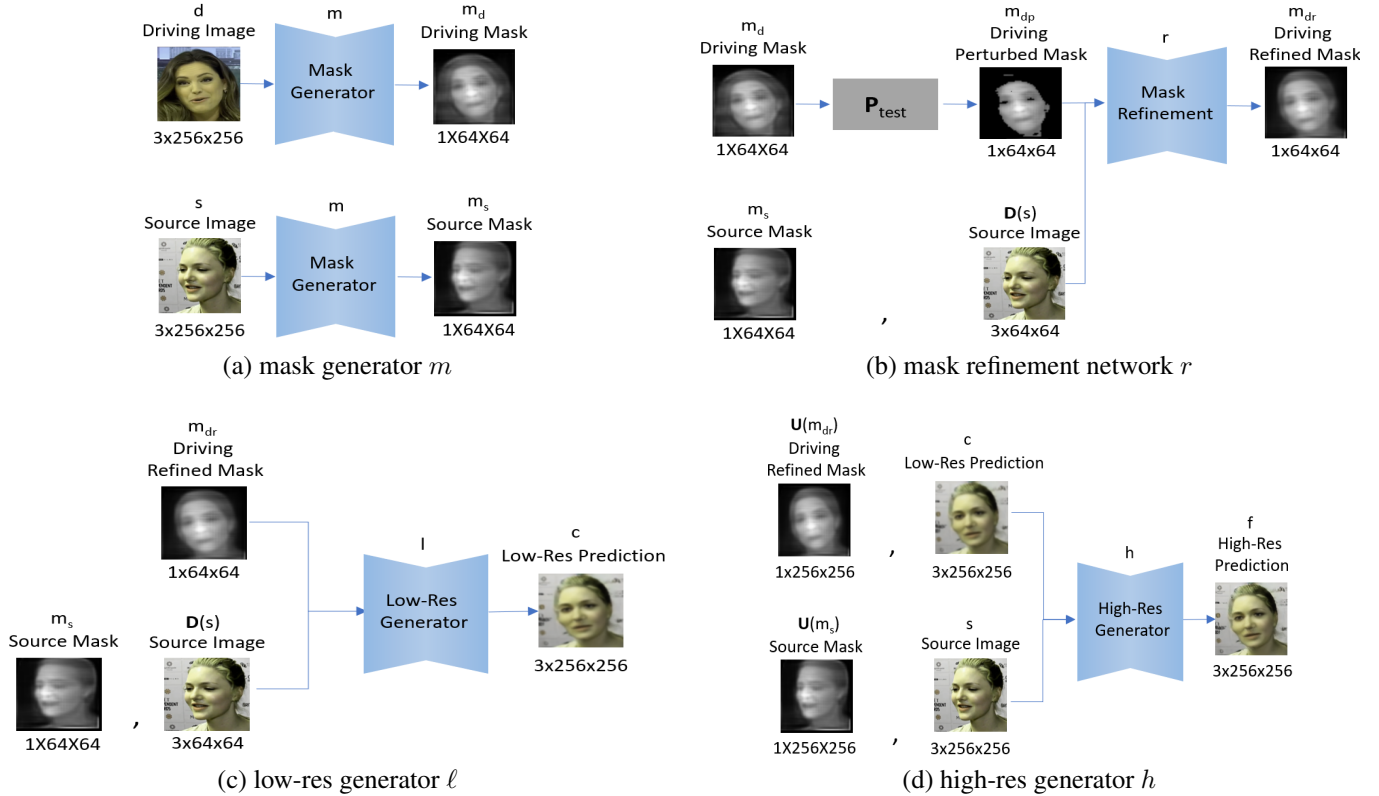 d
Driving Image
3x256x256
m
Mask
Generator
m_d
Driving Mask
1X64X64
s
Source Image
3x256x256
m
Mask
Generator
m_s
Source Mask
1X64X64
(a) mask generator m
m_d
Driving Mask
1X64X64
P_test
m_dp
Driving
Perturbed Mask
1x64x64
r
Mask
Refinement
m_dr
Driving
Refined Mask
1x64x64
m_s
Source Mask
1X64X64
,
D(s)
Source Image
3x64x64
(b) mask refinement network r
m_dr
Driving
Refined Mask
1x64x64
m_s
Source Mask
1X64X64
,
D(s)
Source Image
3x64x64
l
Low-Res
Generator
c
Low-Res Prediction
3x256x256
(c) low-res generator ℓ
U(m_dr)
Driving
Refined Mask
1x256x256
,
c
Low-Res Prediction
3x256x256
U(m_s)
Source Mask
1X256X256
,
s
Source Image
3x256x256
h
High-Res
Generator
f
High-Res
Prediction
3x256x256
(d) high-res generator h